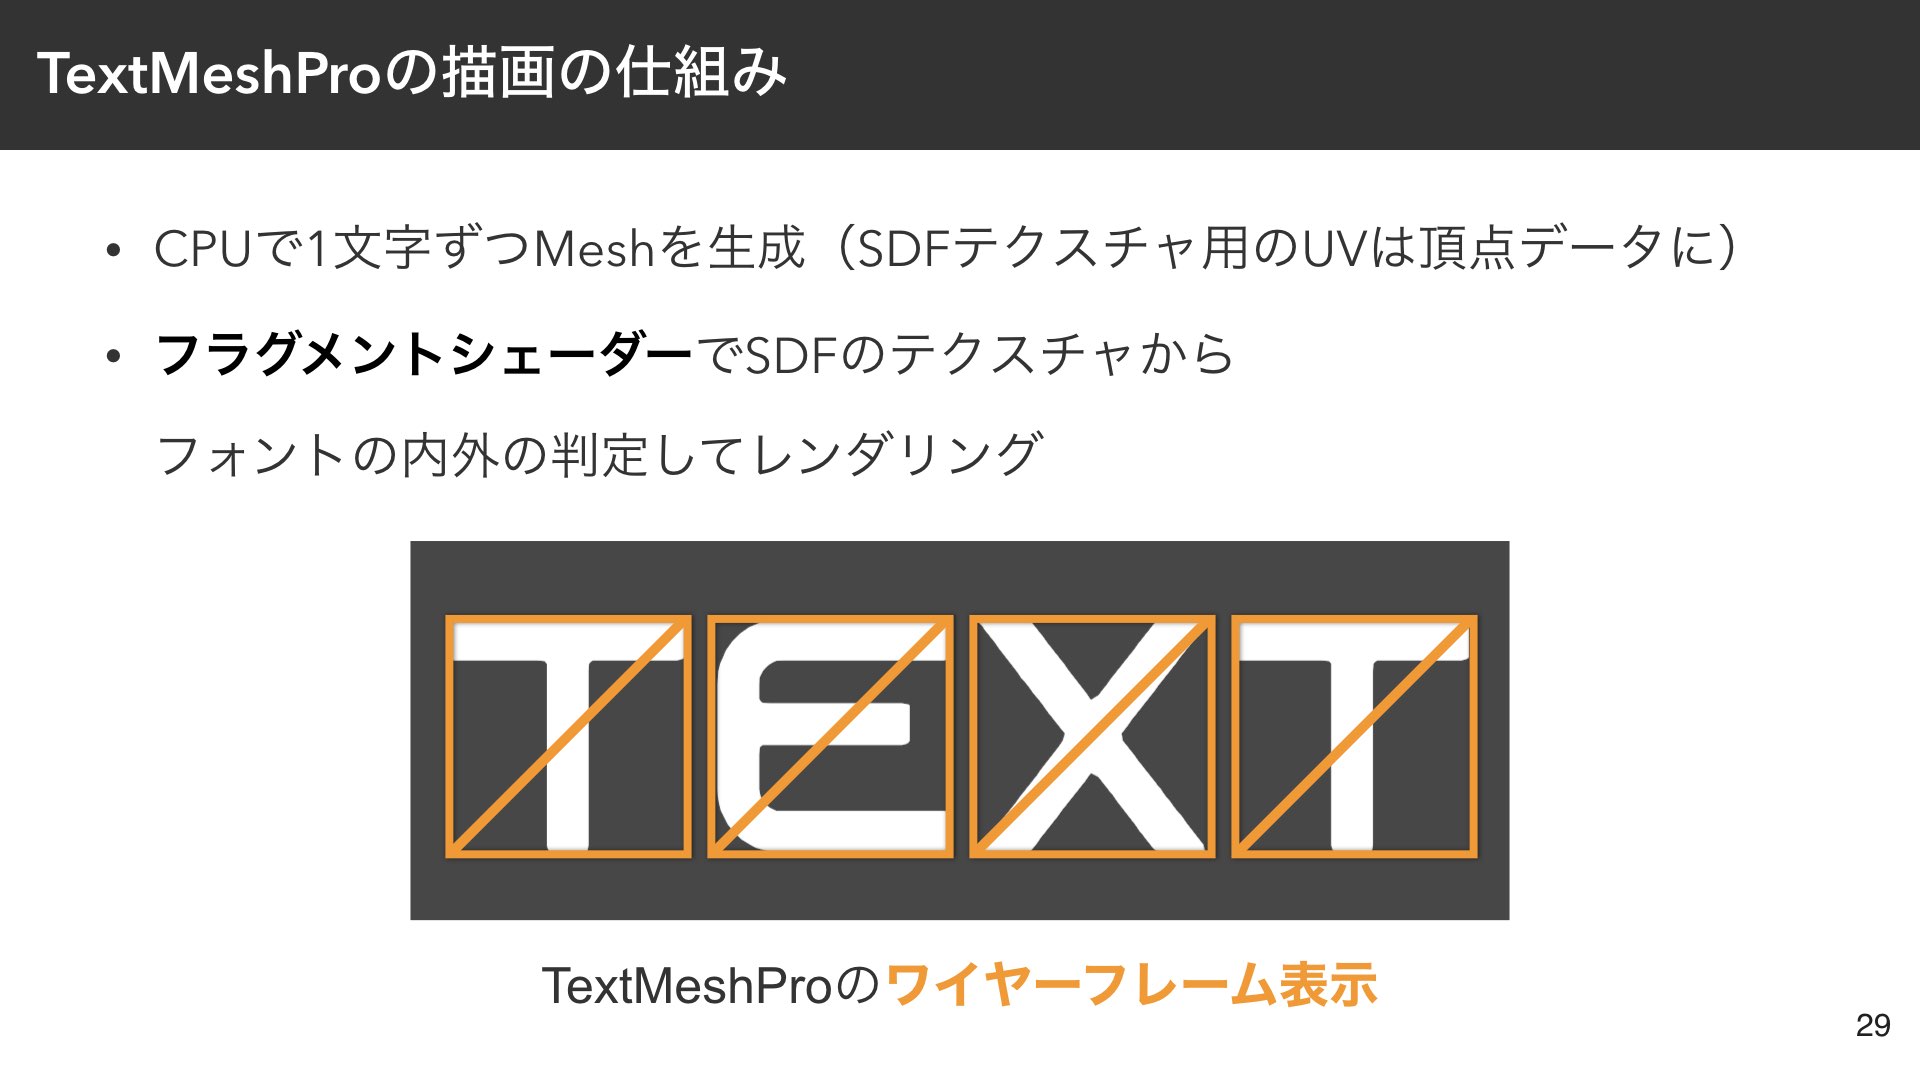 TextMeshProの描画の仕組み
• CPUで1文字ずつMeshを生成（SDFテクスチャ用のUVは頂点データに）
• フラグメントシェーダーでSDFのテクスチャから
フォントの内外の判定してレンダリング
TEXT
TextMeshProのワイヤーフレーム表示
29